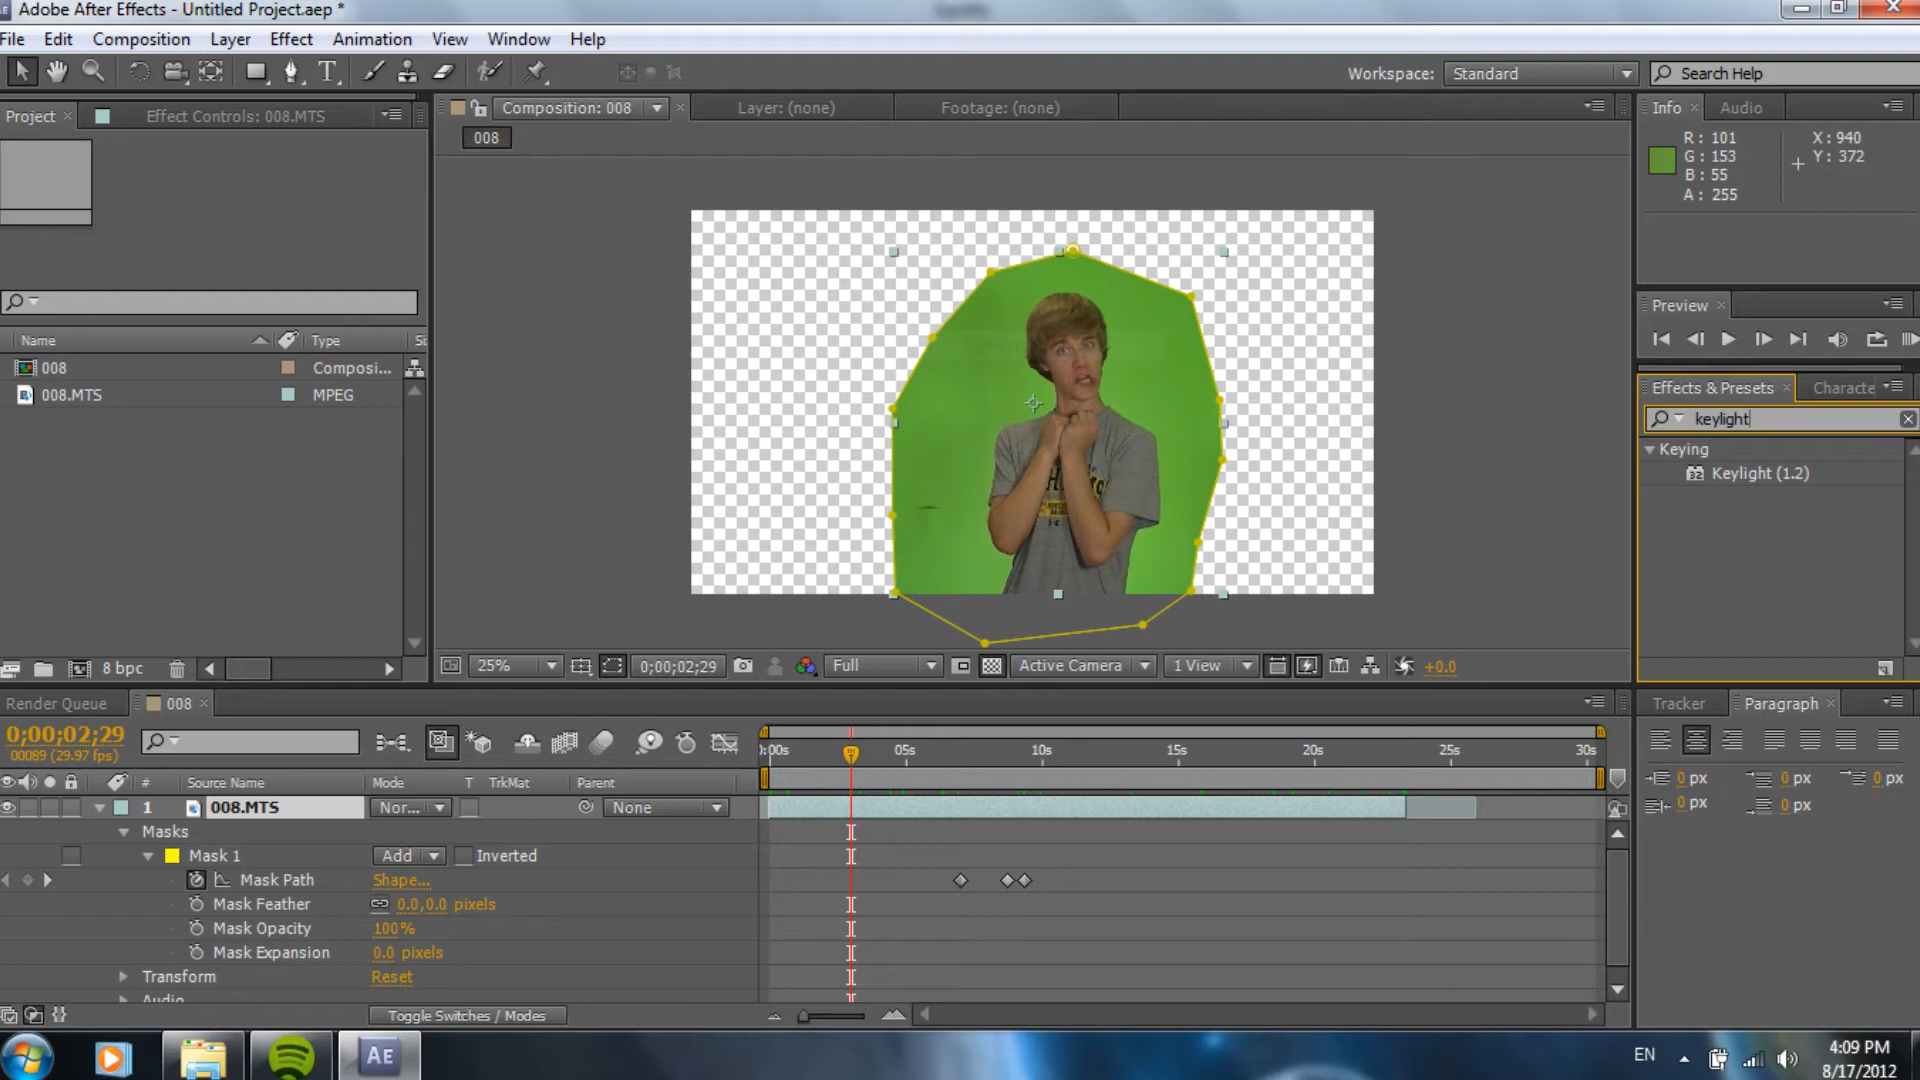 Adobe After Effects - Untitled Project.aep *
File Edit Composition Layer Effect Animation View Window Help
Workspace: Standard Search Help
Project Effect Controls: 008.MTS Composition: 008 Layer: (none) Footage: (none) Info Audio
008
R: 101 X: 940
G: 153 Y: 372
B: 55
A: 255
Preview
Name Type
008 Composi...
008.MTS MPEG
Effects & Presets Characte
keylight
Keying
32 Keylight (1.2)
8 bpc 25% 0;00;02;29 Full Active Camera 1 View +0.0
Render Queue 008 Tracker Paragraph
0;00;02;29
00089 (29.97 fps)
05s 10s 15s 20s 25s 30s
# Source Name Mode T TrkMat Parent
1 008.MTS Nor... None
Masks
Mask 1 Add Inverted
Mask Path Shape...
Mask Feather 0.0,0.0 pixels
Mask Opacity 100%
Mask Expansion 0.0 pixels
Transform Reset
Audio
0 px 0 px 0 px
0 px 0 px
Toggle Switches / Modes
AE EN 4:09 PM
8/17/2012